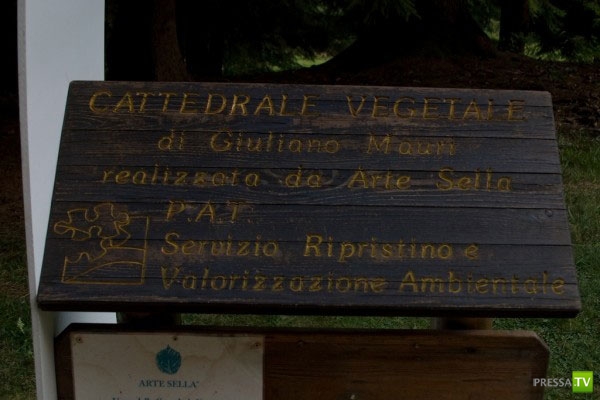 CATTEDRALE VEGETALE
di Giuliano Mauri
realizzata da Arte Sella
P.A.T.
Servizio Ripristino e
Valorizzazione Ambientale
ARTE SELLA
PRESSA.TV